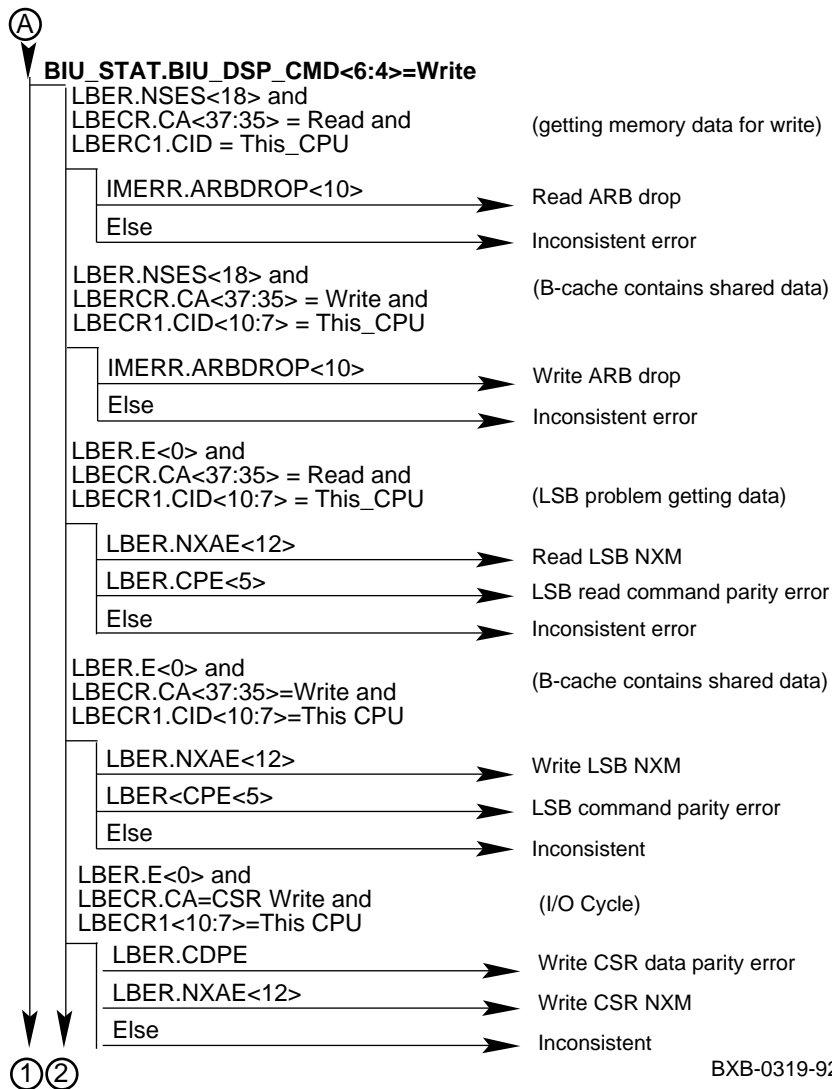 A
BIU_STAT.BIU_DSP_CMD<6:4>=Write
LBER.NSES<18> and
LBECR.CA<37:35> = Read and
LBERC1.CID = This_CPU
(getting memory data for write)
IMERR.ARBDROP<10>
Read ARB drop
Else
Inconsistent error
LBER.NSES<18> and
LBERCR.CA<37:35> = Write and
LBECR1.CID<10:7> = This_CPU
(B-cache contains shared data)
IMERR.ARBDROP<10>
Write ARB drop
Else
Inconsistent error
LBER.E<0> and
LBECR.CA<37:35> = Read and
LBECR1.CID<10:7> = This_CPU
(LSB problem getting data)
LBER.NXAE<12>
Read LSB NXM
LBER.CPE<5>
LSB read command parity error
Else
Inconsistent error
LBER.E<0> and
LBECR.CA<37:35>=Write and
LBECR1.CID<10:7>=This CPU
(B-cache contains shared data)
LBER.NXAE<12>
Write LSB NXM
LBER<CPE<5>
LSB command parity error
Else
Inconsistent
LBER.E<0> and
LBECR.CA=CSR Write and
LBECR1<10:7>=This CPU
(I/O Cycle)
LBER.CDPE
Write CSR data parity error
LBER.NXAE<12>
Write CSR NXM
Else
Inconsistent
1 2
BXB-0319-92